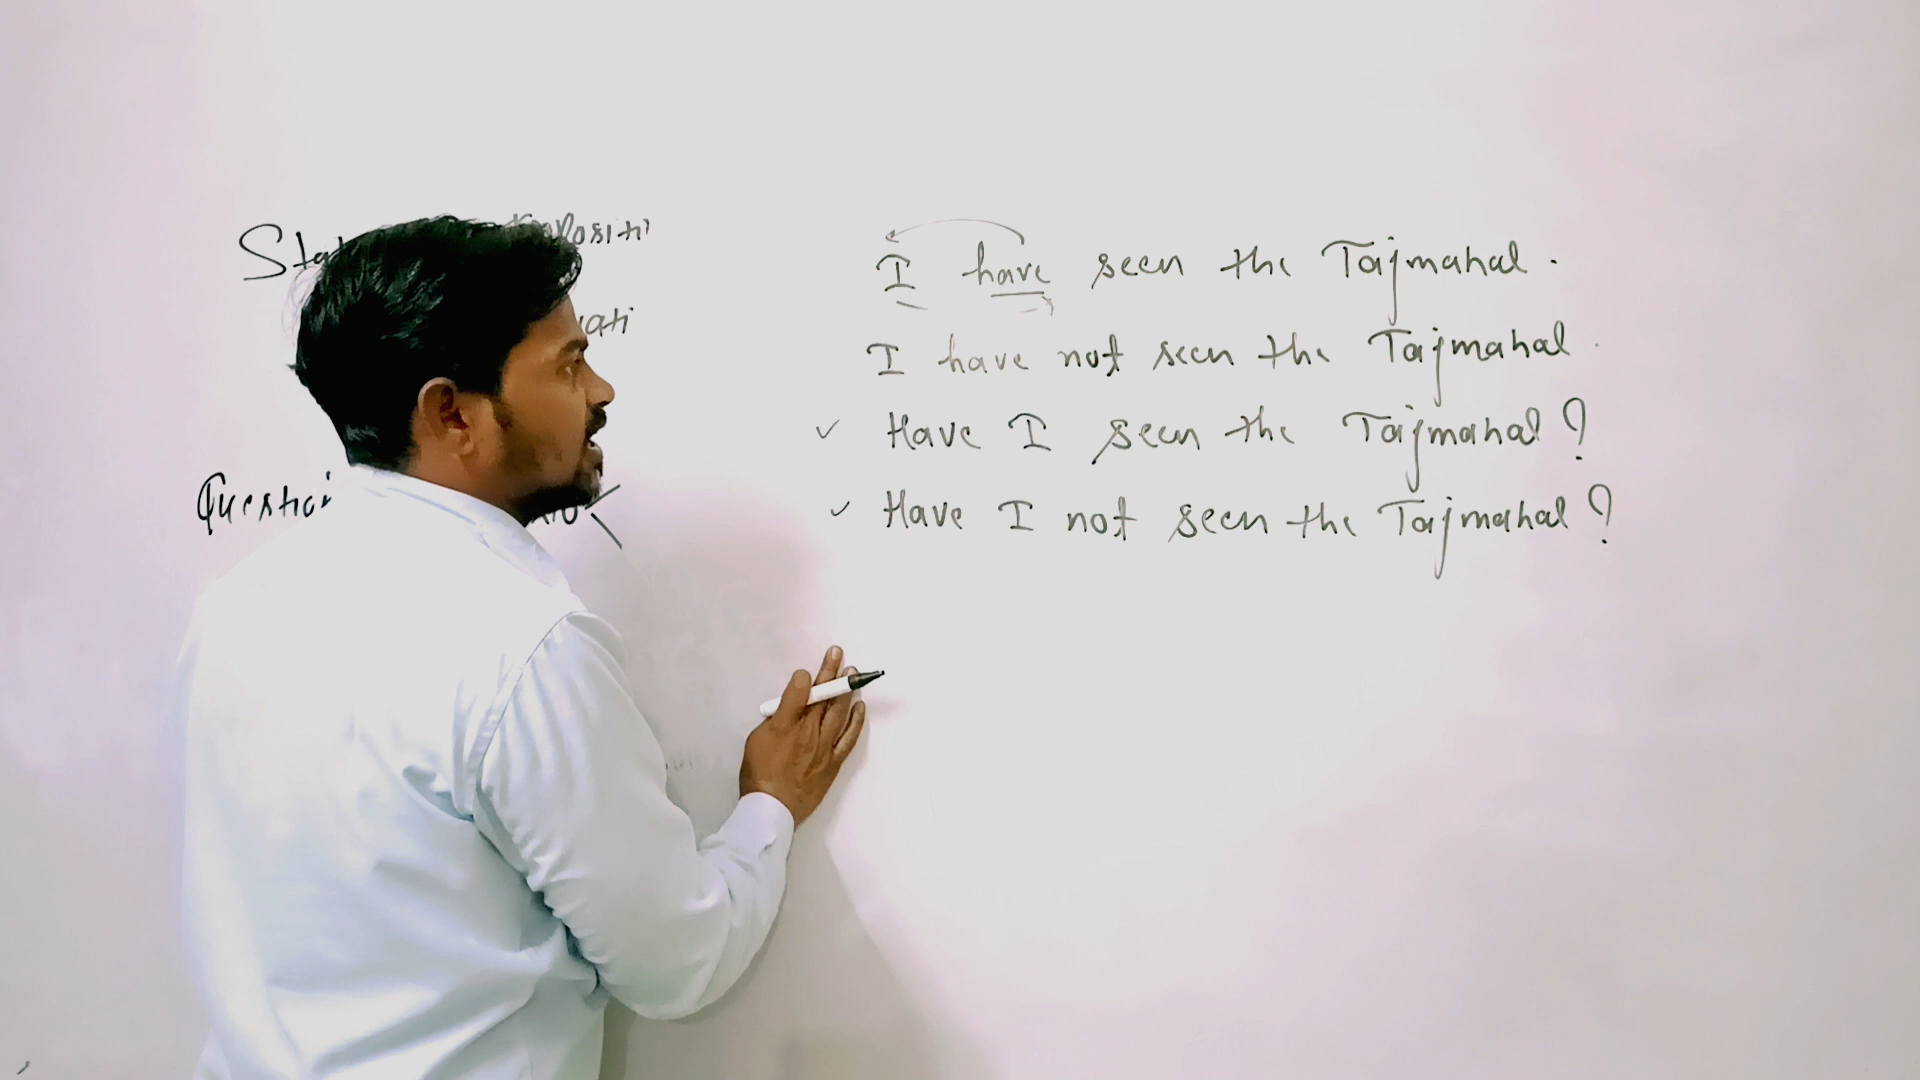 I have seen the Tajmahal.
I have not seen the Tajmahal.
Have I seen the Tajmahal?
Have I not seen the Tajmahal?